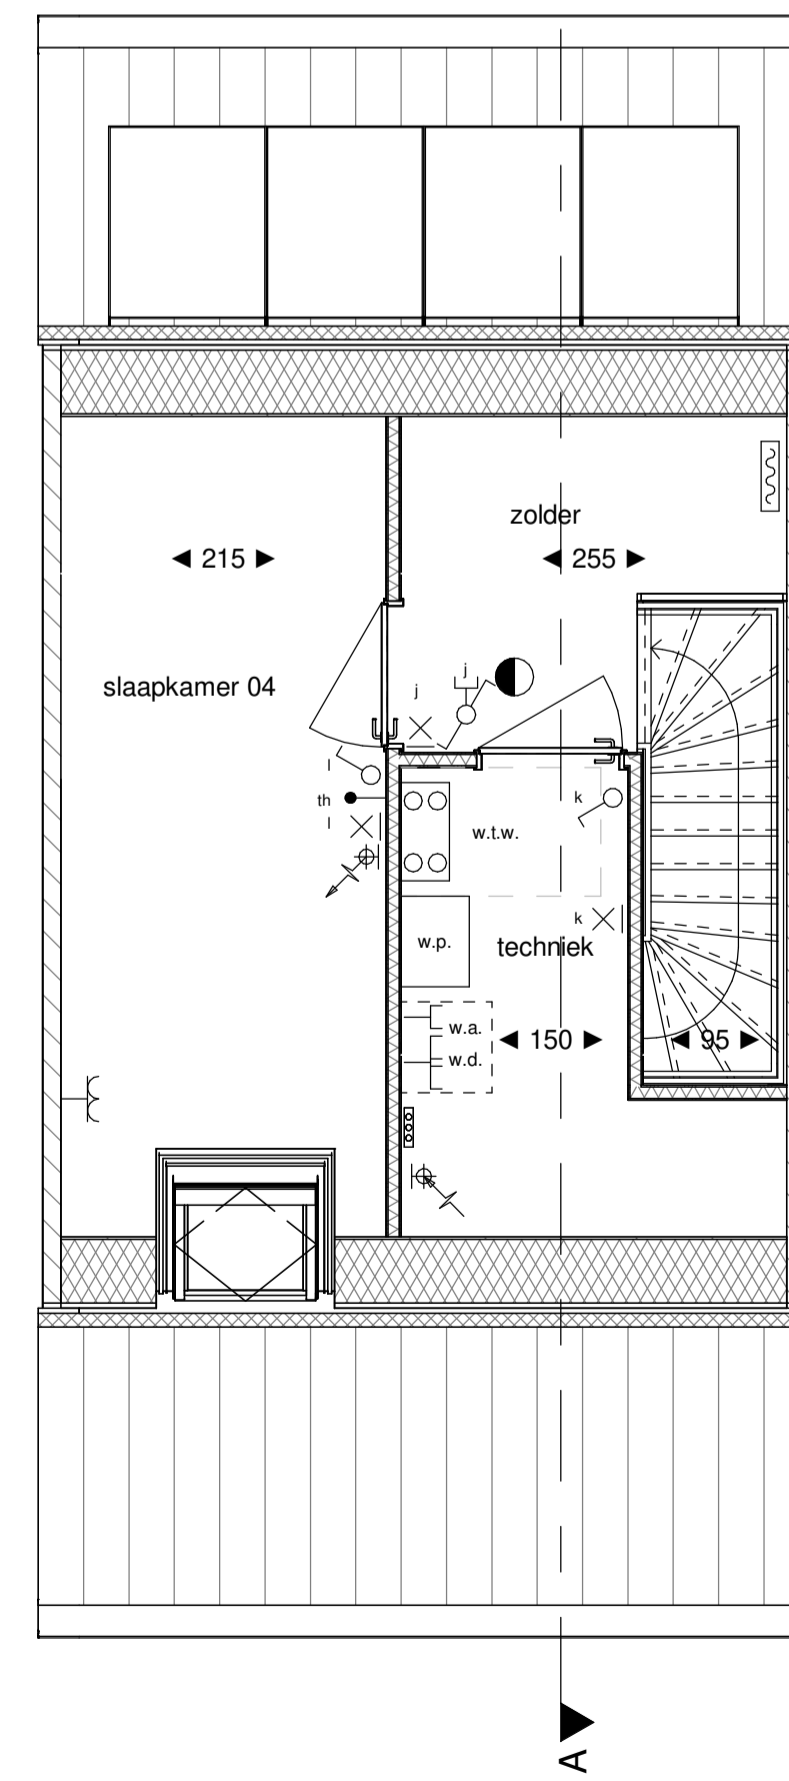 zolder
215
255
slaapkamer 04
j
j
l
th
l
k
w.t.w.
k
w.p.
techniek
w.a.
w.d.
150
95
A